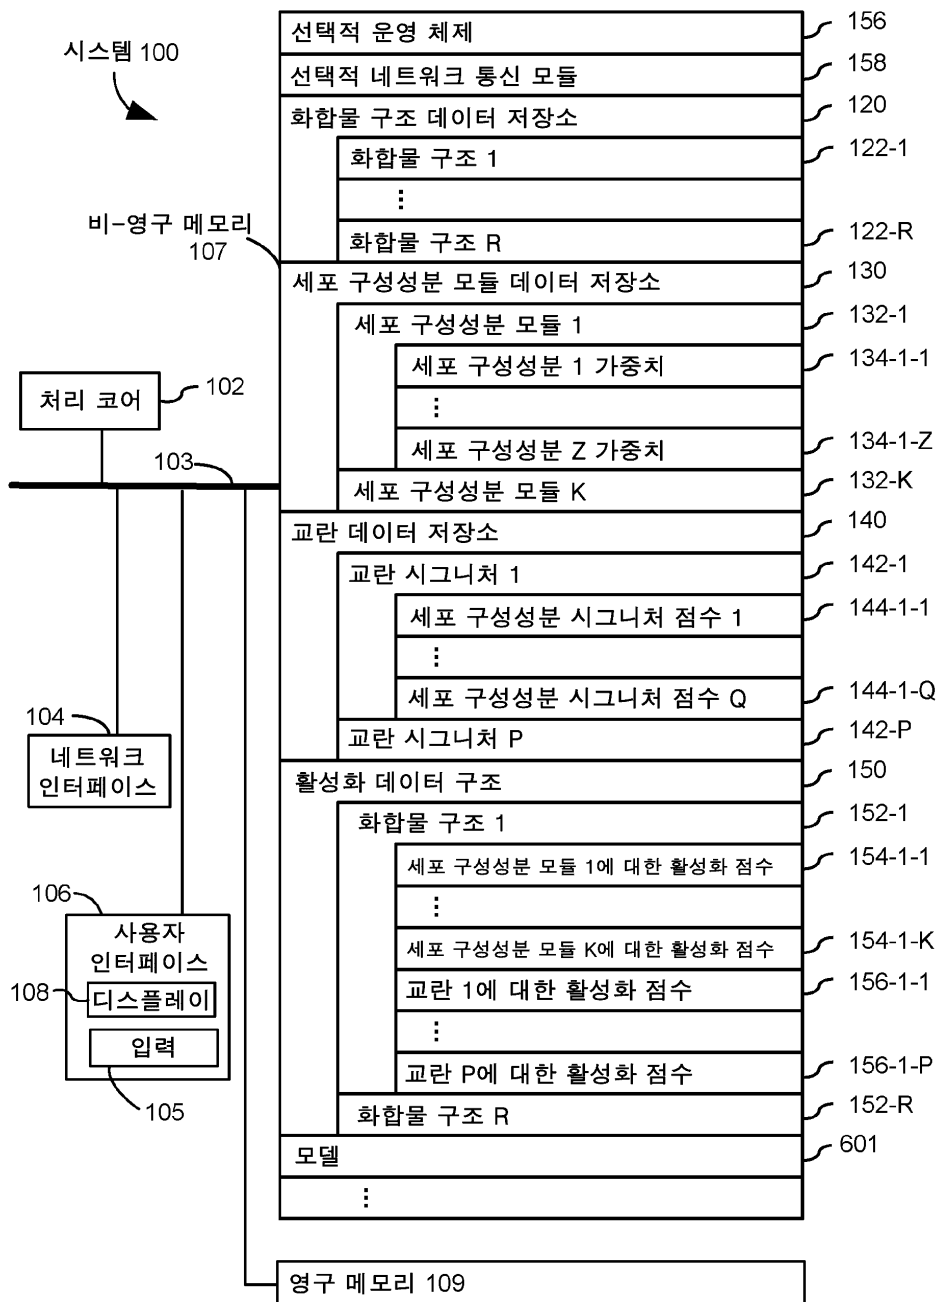 시스템 100
선택적 운영 체제 156
선택적 네트워크 통신 모듈 158
화합물 구조 데이터 저장소 120
화합물 구조 1 122-1
⋮
화합물 구조 R 122-R
비-영구 메모리
107
세포 구성성분 모듈 데이터 저장소 130
세포 구성성분 모듈 1 132-1
세포 구성성분 1 가중치 134-1-1
⋮
세포 구성성분 Z 가중치 134-1-Z
세포 구성성분 모듈 K 132-K
처리 코어 102
103
교란 데이터 저장소 140
교란 시그니처 1 142-1
세포 구성성분 시그니처 점수 1 144-1-1
⋮
세포 구성성분 시그니처 점수 Q 144-1-Q
교란 시그니처 P 142-P
104
네트워크
인터페이스
활성화 데이터 구조 150
화합물 구조 1 152-1
세포 구성성분 모듈 1에 대한 활성화 점수 154-1-1
⋮
세포 구성성분 모듈 K에 대한 활성화 점수 154-1-K
교란 1에 대한 활성화 점수 156-1-1
⋮
교란 P에 대한 활성화 점수 156-1-P
화합물 구조 R 152-R
106
사용자
인터페이스
108 디스플레이
입력
105
모델 601
⋮
영구 메모리 109